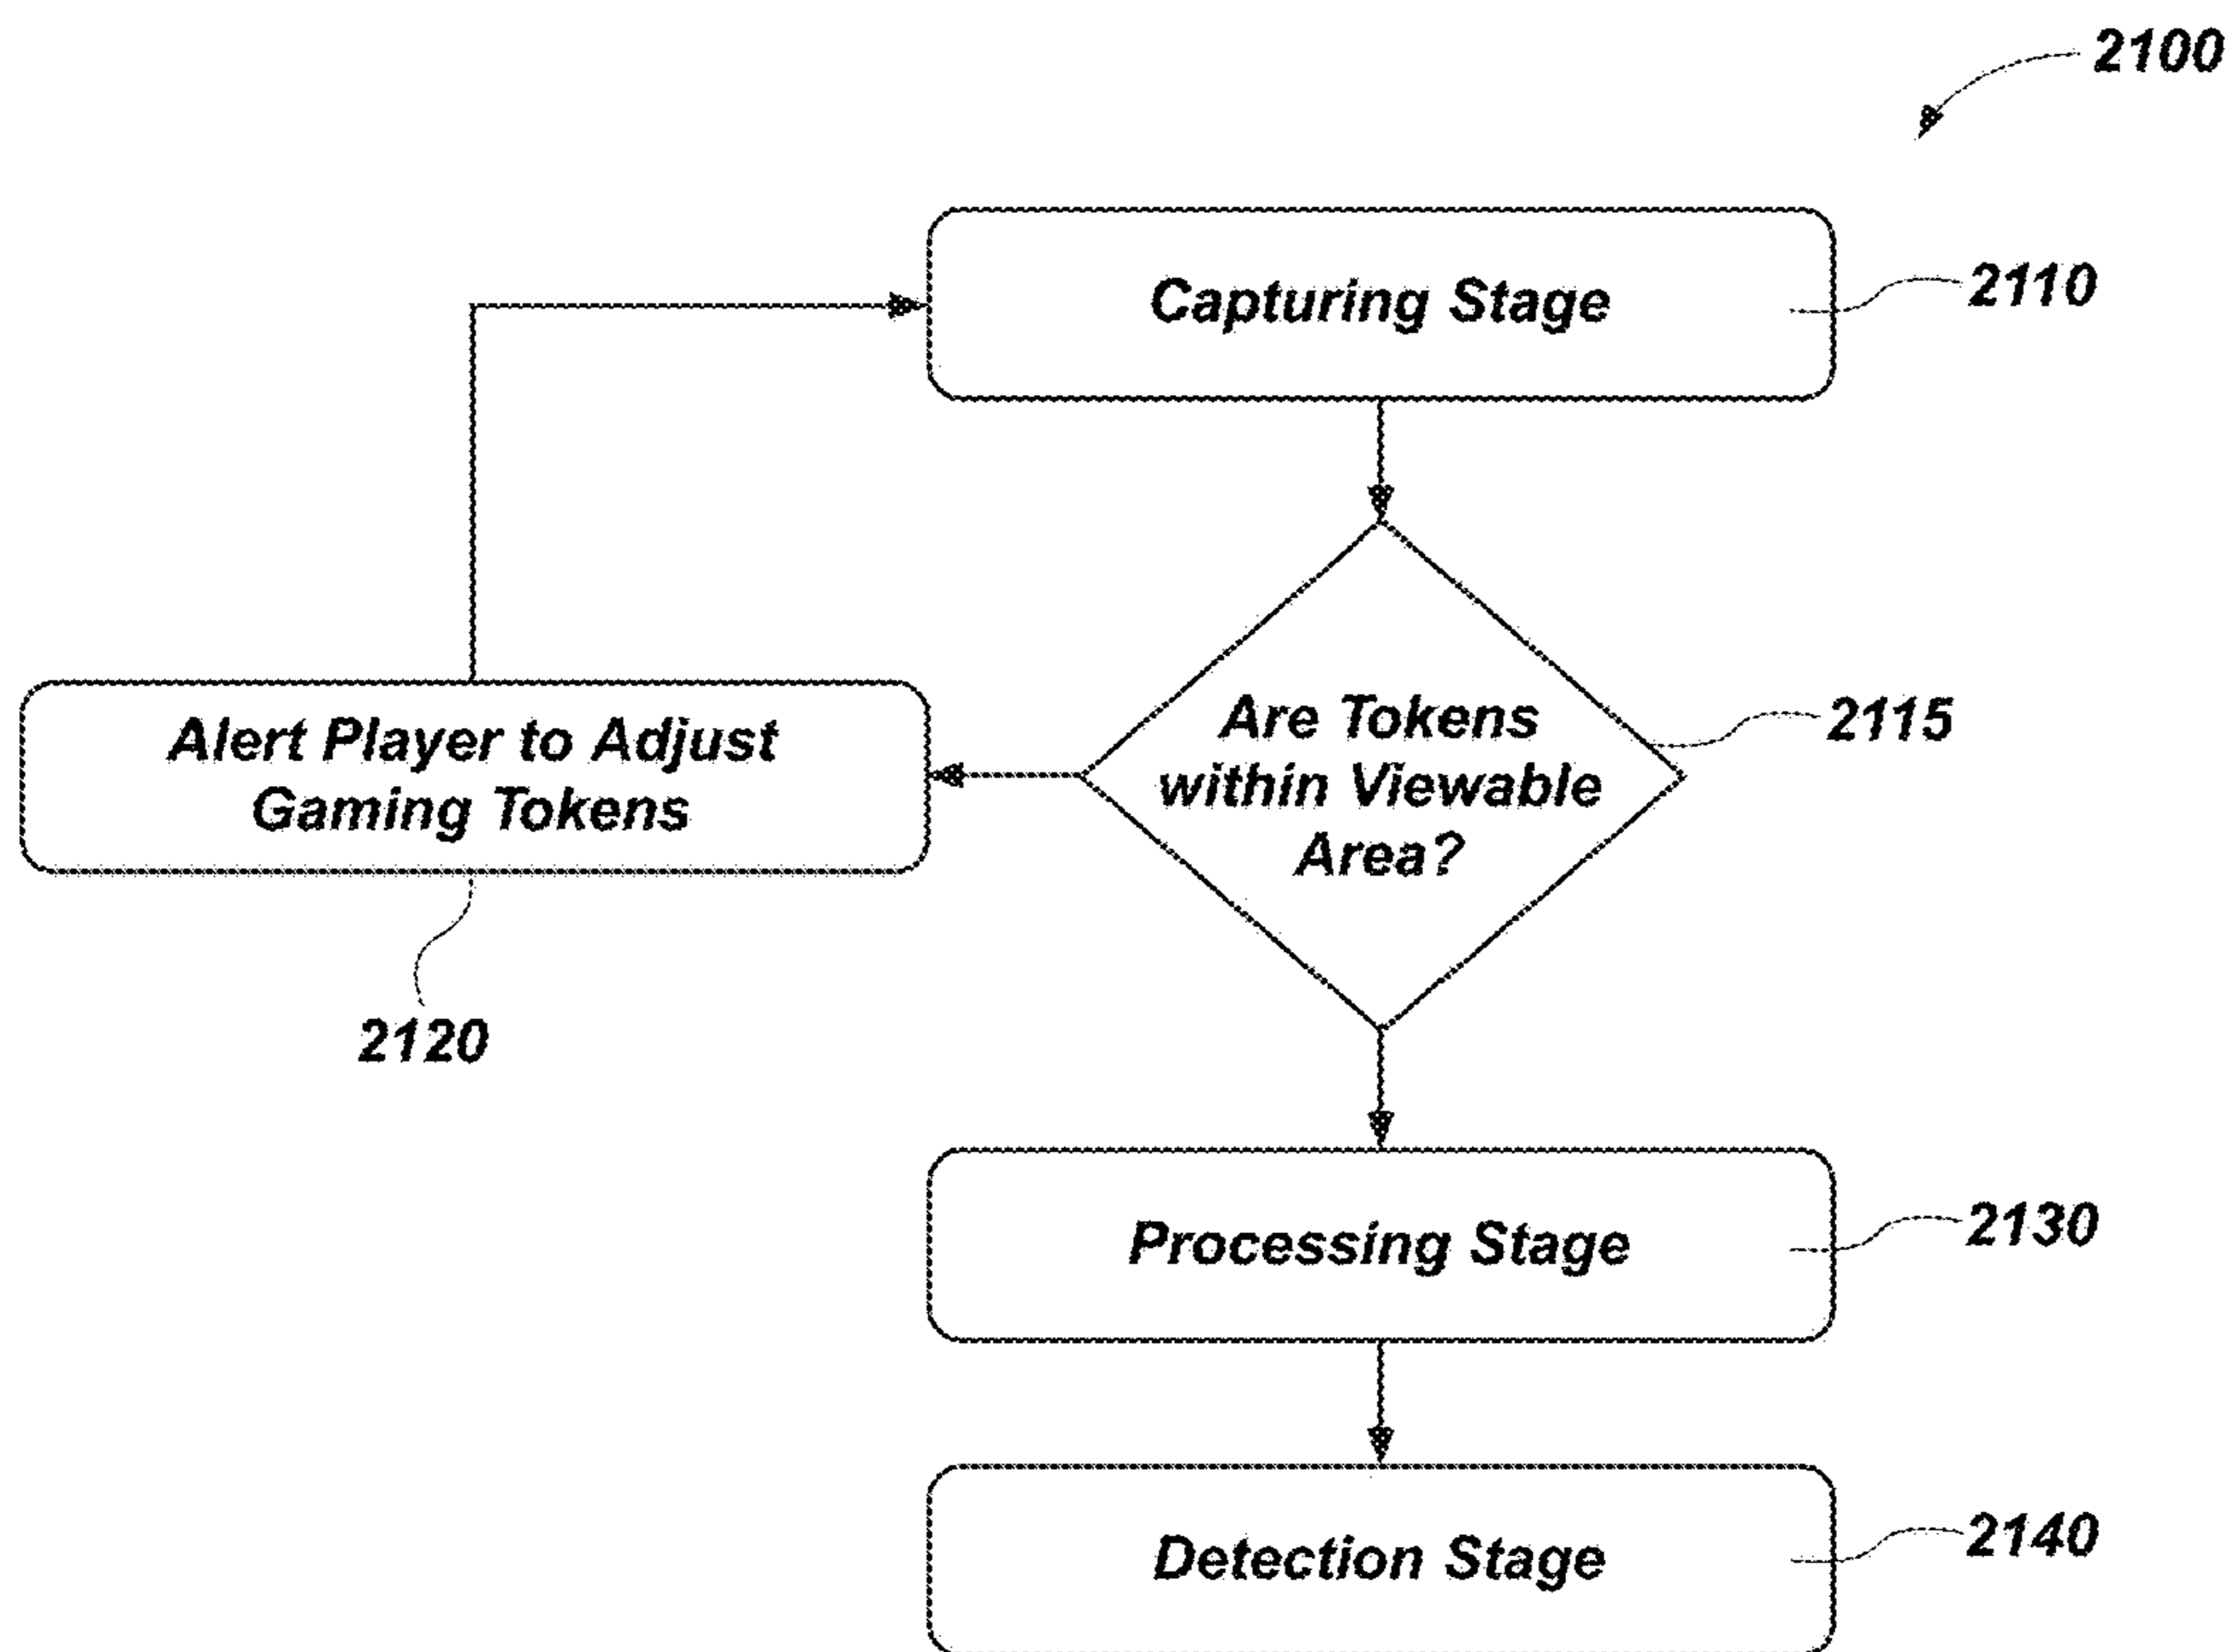 2100
Capturing Stage
2110
Are Tokens
within Viewable
Area?
2115
Alert Player to Adjust
Gaming Tokens
2120
Processing Stage
2130
Detection Stage
2140